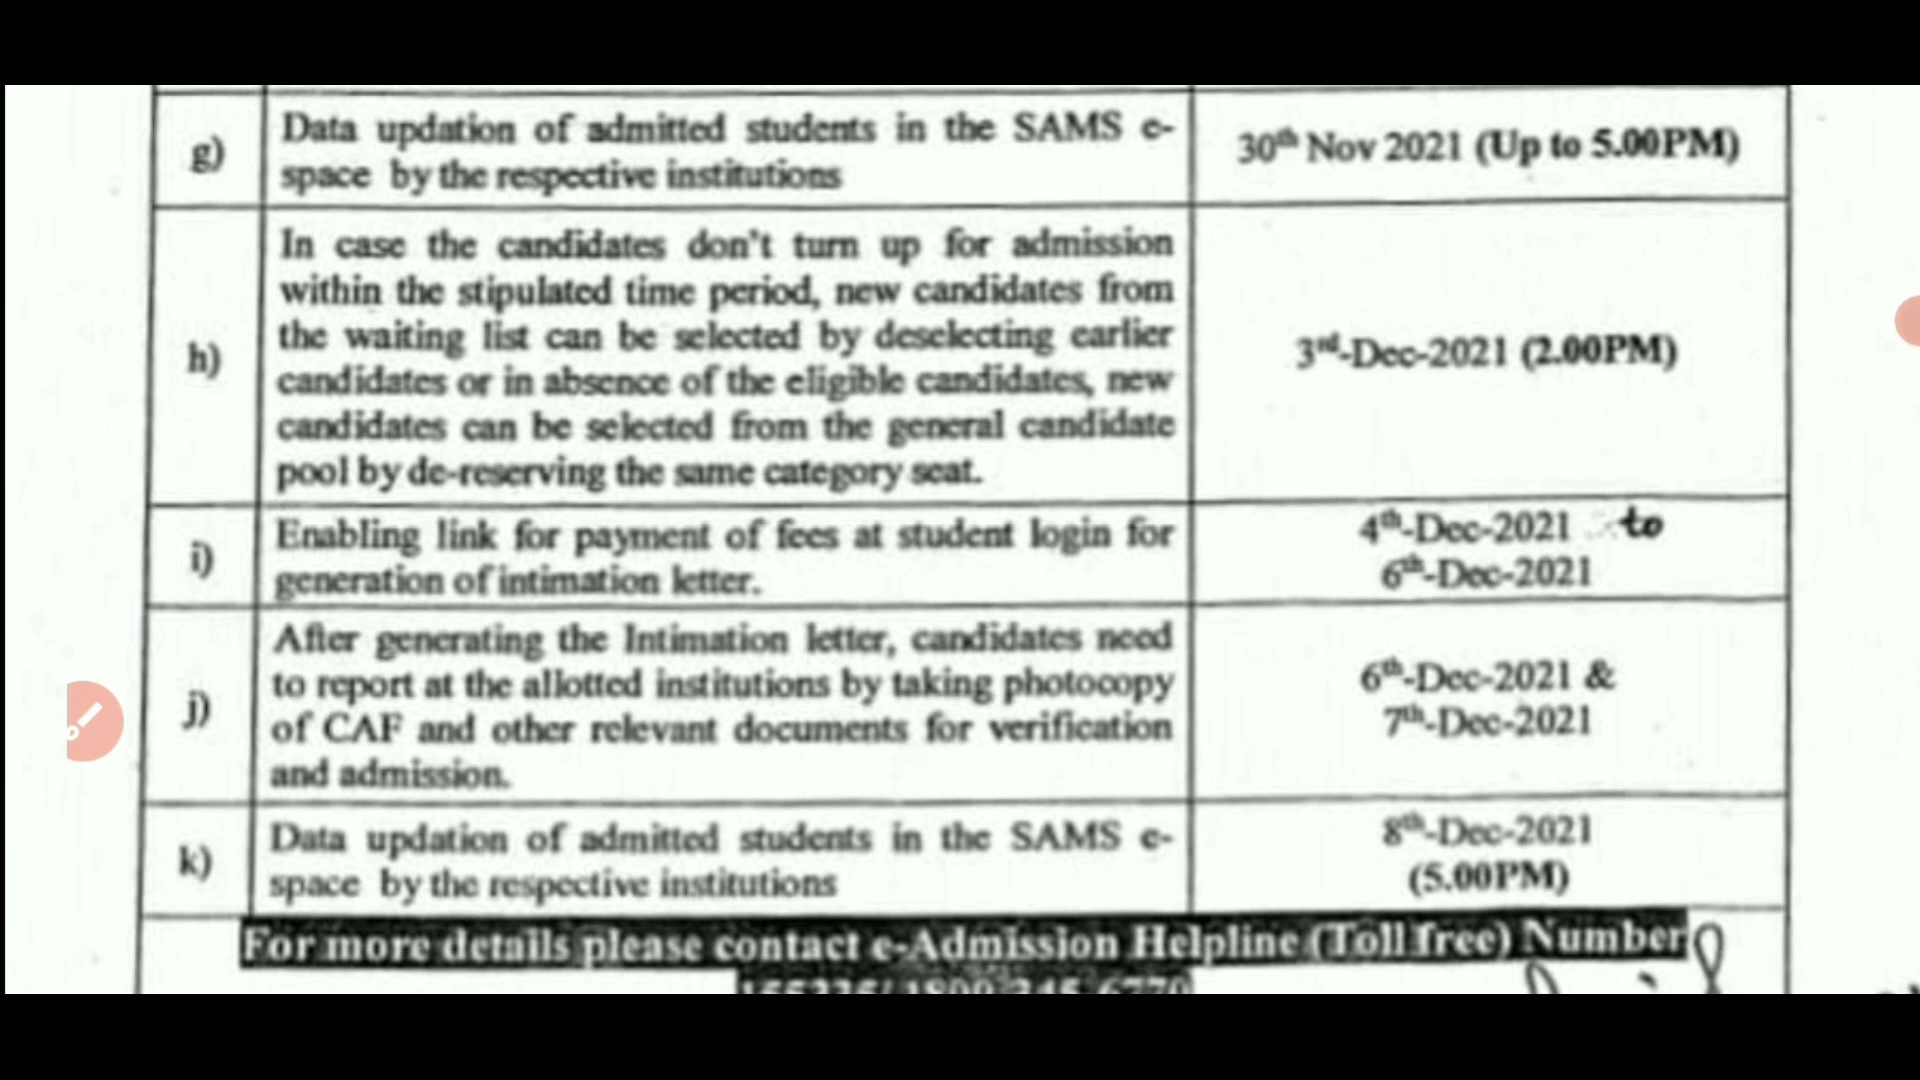 g)
Data updation of admitted students in the SAMS e-
space by the respective institutions
30th Nov 2021 (Up to 5.00PM)
h)
In case the candidates don't turn up for admission
within the stipulated time period, new candidates from
the waiting list can be selected by deselecting earlier
candidates or in absence of the eligible candidates, new
candidates can be selected from the general candidate
pool by de-reserving the same category seat.
3rd-Dec-2021 (2.00PM)
i)
Enabling link for payment of fees at student login for
generation of intimation letter.
4th-Dec-2021 to
6th-Dec-2021
j)
After generating the Intimation letter, candidates need
to report at the allotted institutions by taking photocopy
of CAF and other relevant documents for verification
and admission.
6th-Dec-2021 &
7th-Dec-2021
k)
Data updation of admitted students in the SAMS e-
space by the respective institutions
8th-Dec-2021
(5.00PM)
For more details please contact e-Admission Helpline (Toll free) Number